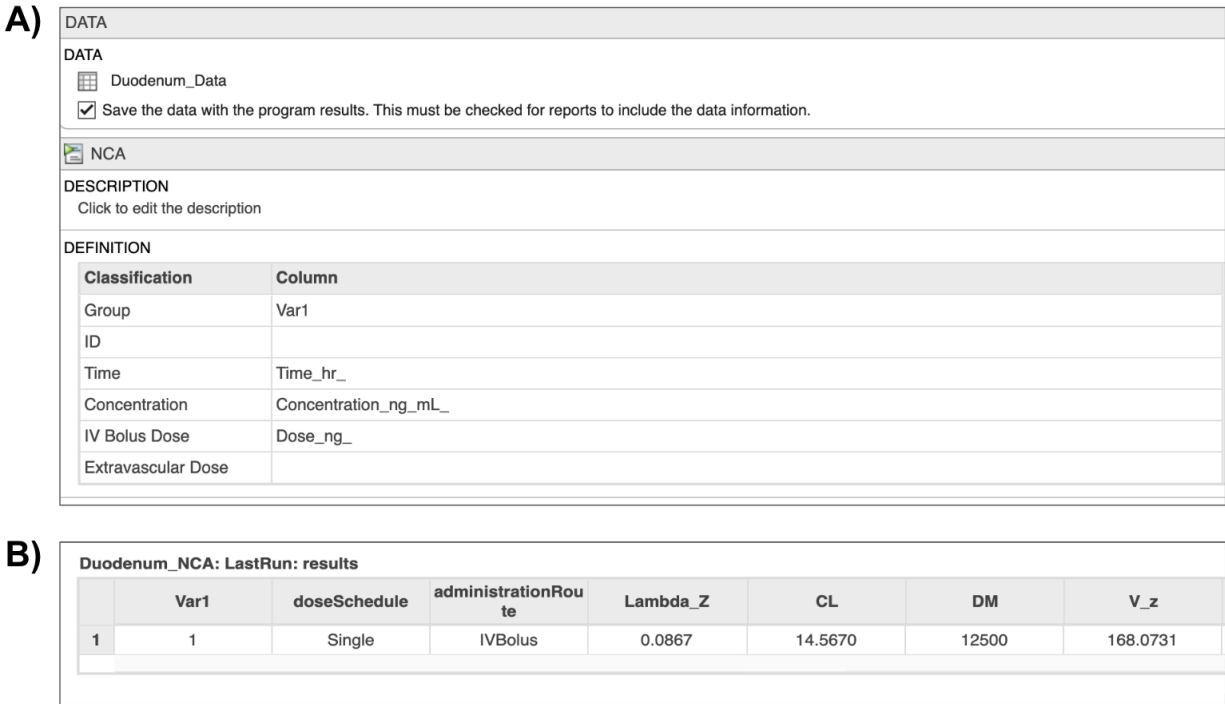 A)
DATA
DATA
Duodenum_Data
Save the data with the program results. This must be checked for reports to include the data information.
NCA
DESCRIPTION
Click to edit the description
DEFINITION
Classification Column
Group Var1
ID
Time Time_hr_
Concentration Concentration_ng_mL_
IV Bolus Dose Dose_ng_
Extravascular Dose
B)
Duodenum_NCA: LastRun: results
Var1 doseSchedule administrationRou
te Lambda_Z CL DM V_z
1 1 Single IVBolus 0.0867 14.5670 12500 168.0731